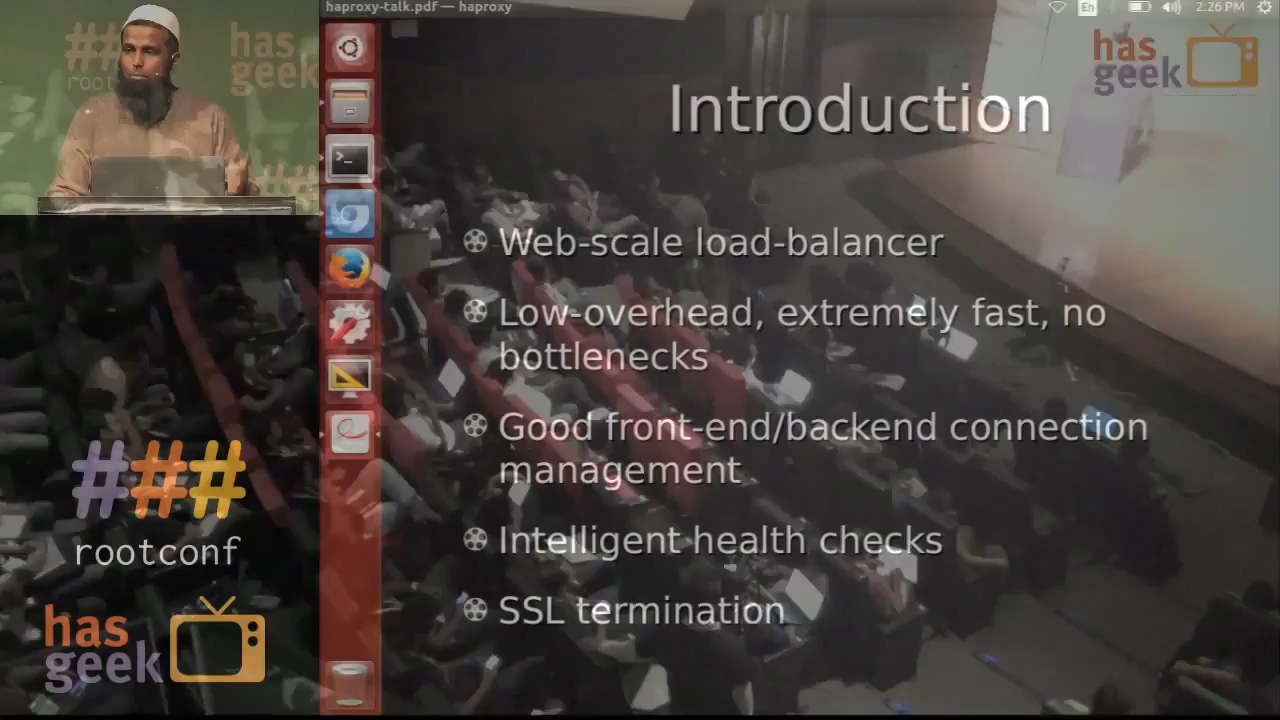 haproxy-talk.pdf — haproxy
En
2:26 PM
##
root
has
geek
has
geek
Introduction
Web-scale load-balancer
Low-overhead, extremely fast, no
bottlenecks
Good front-end/backend connection
management
Intelligent health checks
SSL termination
###
rootconf
has
geek